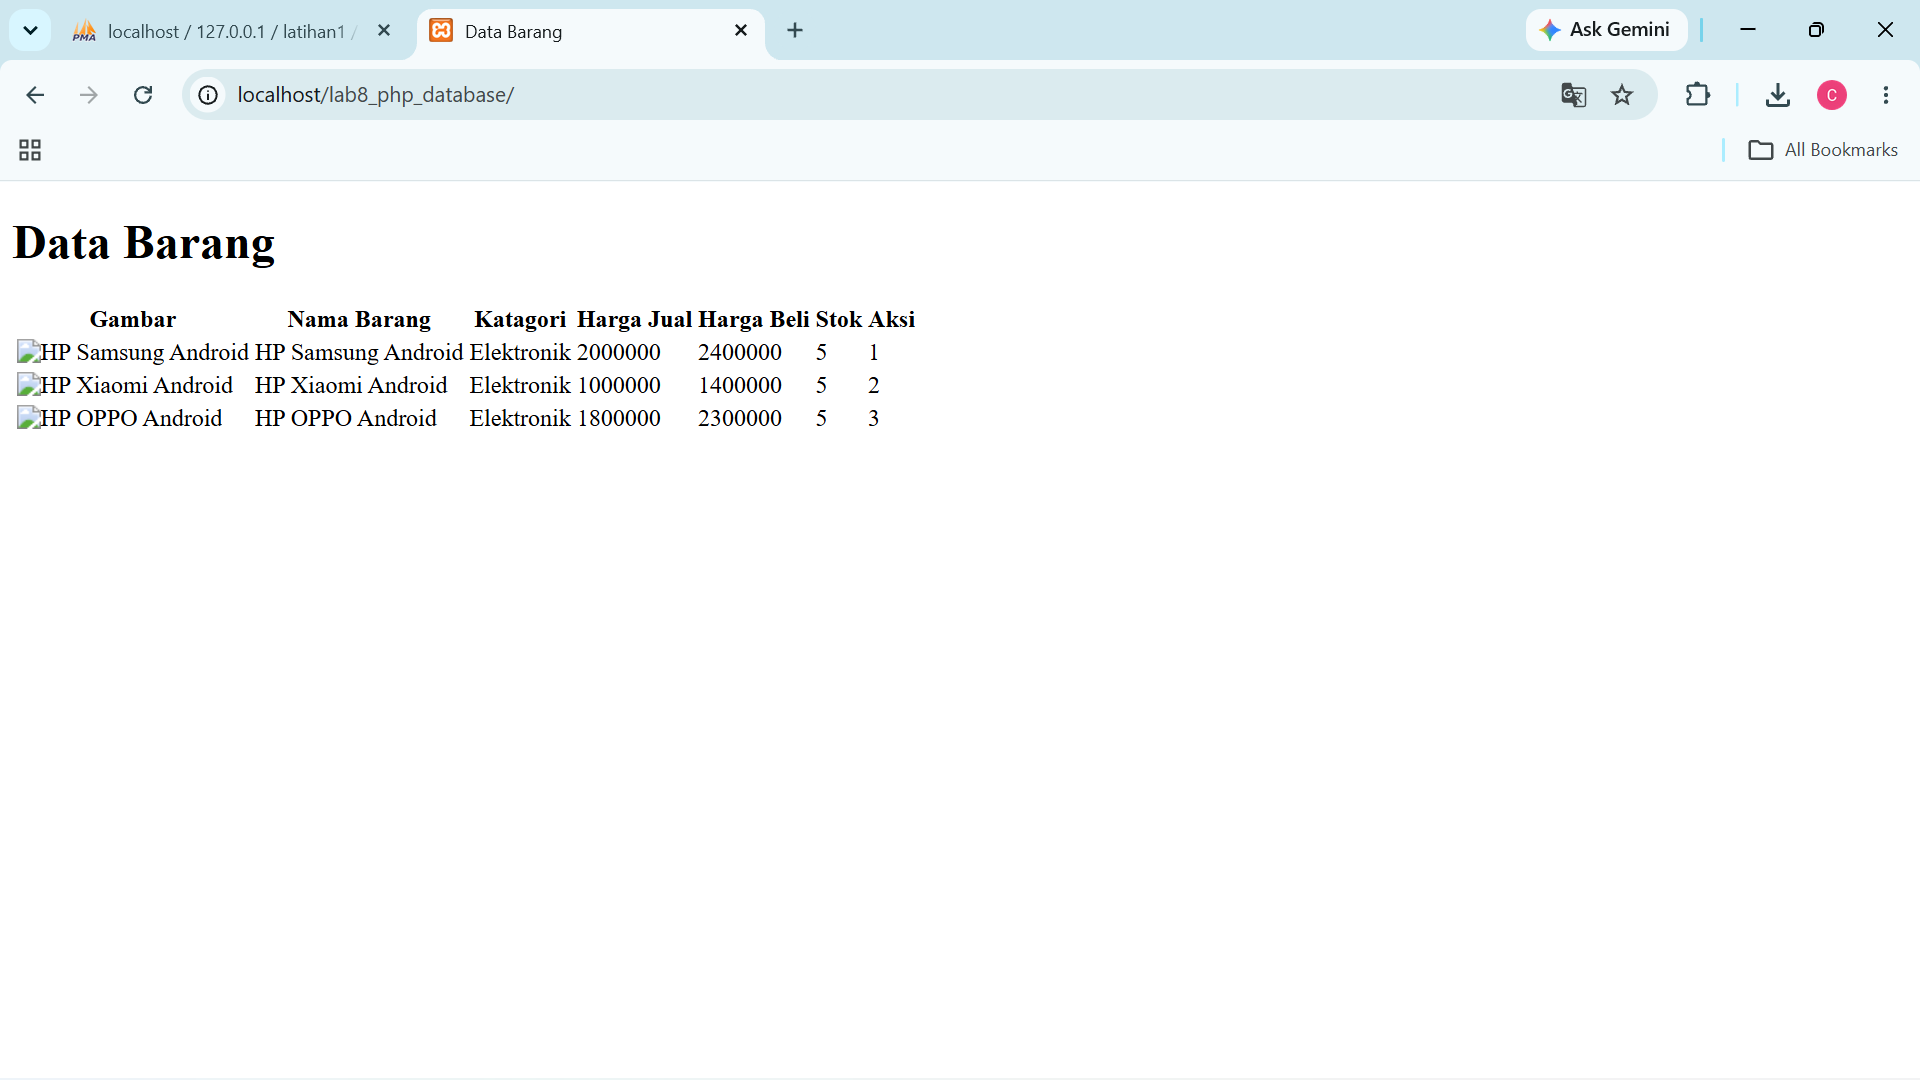 localhost / 127.0.0.1 / latihan1 /
Data Barang
Ask Gemini
localhost/lab8_php_database/
C
All Bookmarks
Data Barang
Gambar Nama Barang Katagori Harga Jual Harga Beli Stok Aksi
HP Samsung Android HP Samsung Android Elektronik 2000000 2400000 5 1
HP Xiaomi Android HP Xiaomi Android Elektronik 1000000 1400000 5 2
HP OPPO Android HP OPPO Android Elektronik 1800000 2300000 5 3